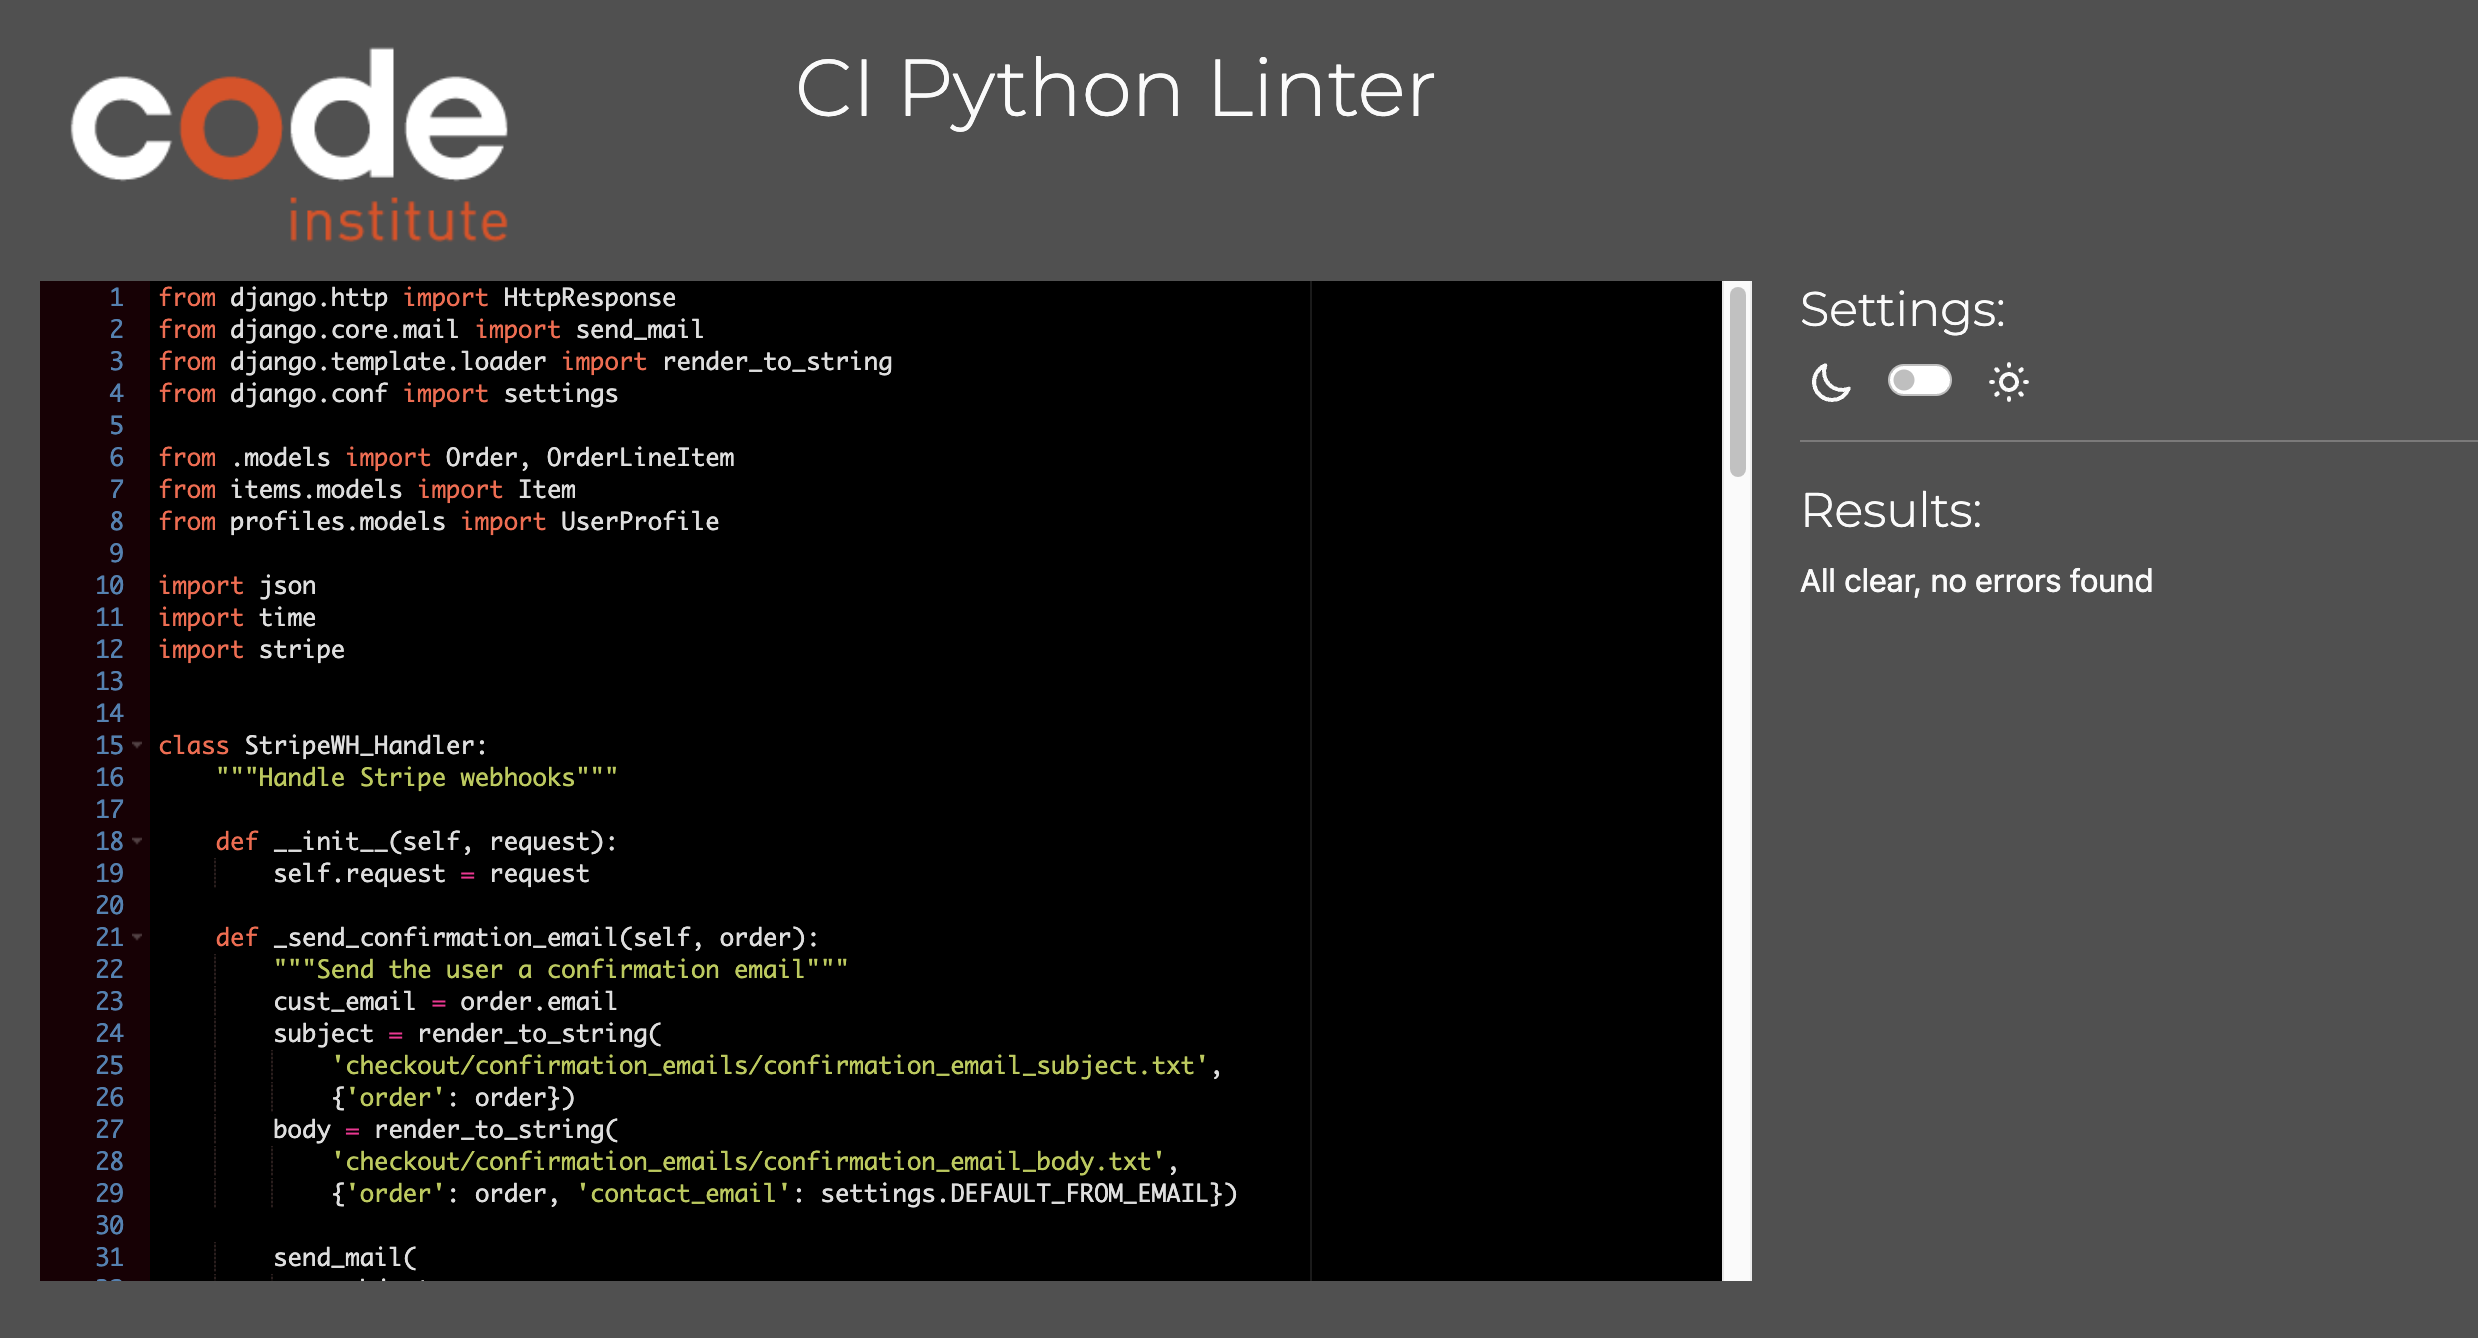 code
institute
CI Python Linter
1 from django.http import HttpResponse
2 from django.core.mail import send_mail
3 from django.template.loader import render_to_string
4 from django.conf import settings
5
6 from .models import Order, OrderLineItem
7 from items.models import Item
8 from profiles.models import UserProfile
9
10 import json
11 import time
12 import stripe
13
14
15 class StripeWH_Handler:
16     """Handle Stripe webhooks"""
17
18     def __init__(self, request):
19         self.request = request
20
21     def _send_confirmation_email(self, order):
22         """Send the user a confirmation email"""
23         cust_email = order.email
24         subject = render_to_string(
25             'checkout/confirmation_emails/confirmation_email_subject.txt',
26             {'order': order})
27         body = render_to_string(
28             'checkout/confirmation_emails/confirmation_email_body.txt',
29             {'order': order, 'contact_email': settings.DEFAULT_FROM_EMAIL})
30
31         send_mail(
Settings:
Results:
All clear, no errors found